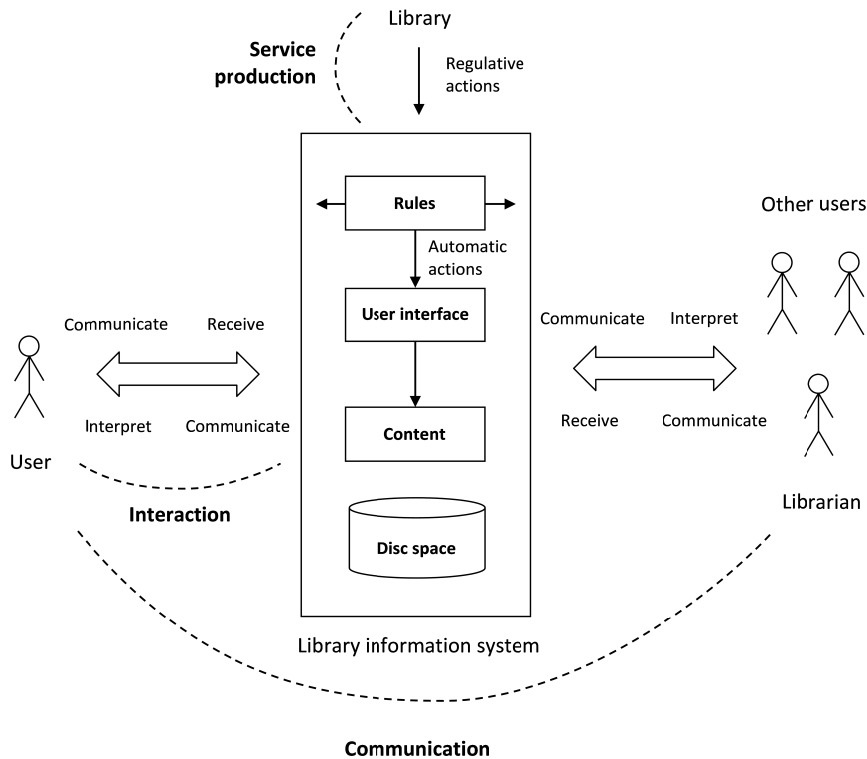 Library
Service
production
Regulative
actions
Rules
Automatic
actions
User interface
Content
Disc space
Library information system
Communicate
Receive
Interpret
Communicate
User
Interaction
Other users
Communicate
Interpret
Receive
Communicate
Librarian
Communication